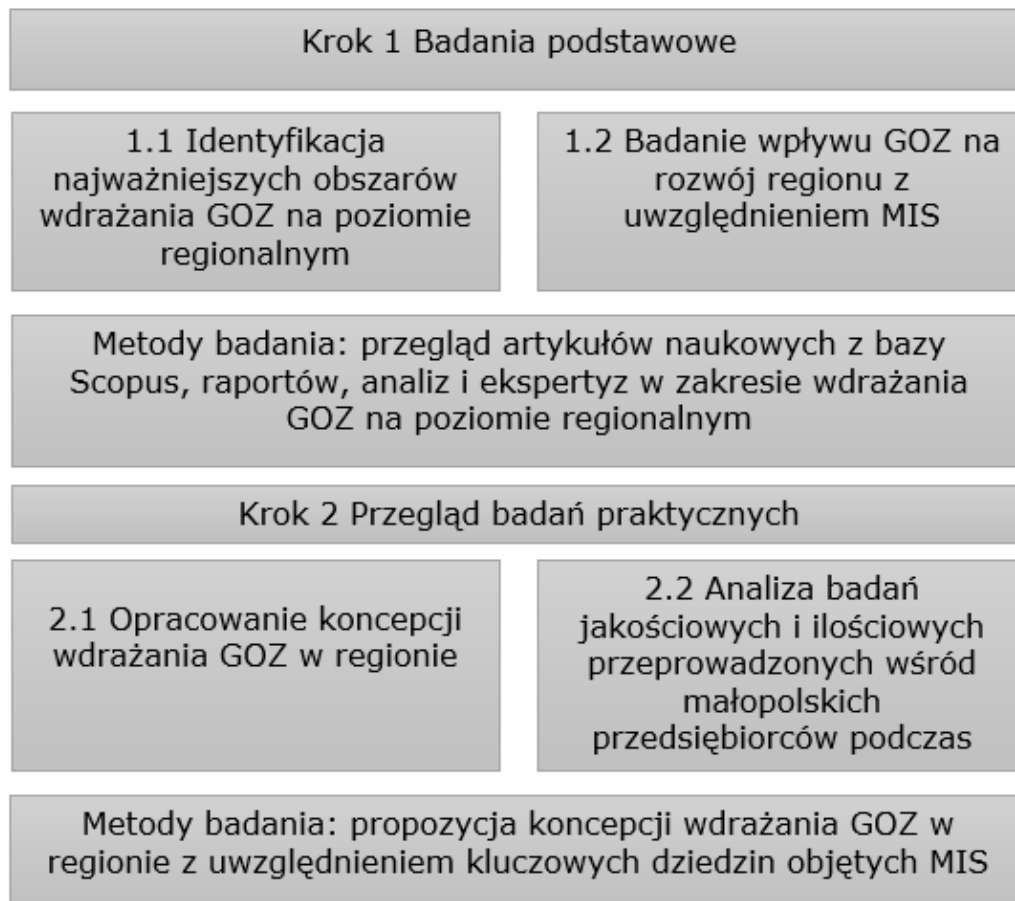 Krok 1 Badania podstawowe
1.1 Identyfikacja
najważniejszych obszarów
wdrażania GOZ na poziomie
regionalnym
1.2 Badanie wpływu GOZ na
rozwój regionu z
uwzględnieniem MIS
Metody badania: przegląd artykułów naukowych z bazy
Scopus, raportów, analiz i ekspertyz w zakresie wdrażania
GOZ na poziomie regionalnym
Krok 2 Przegląd badań praktycznych
2.1 Opracowanie koncepcji
wdrażania GOZ w regionie
2.2 Analiza badań
jakościowych i ilościowych
przeprowadzonych wśród
małopolskich
przedsiębiorców podczas
Metody badania: propozycja koncepcji wdrażania GOZ w
regionie z uwzględnieniem kluczowych dziedzin objętych MIS